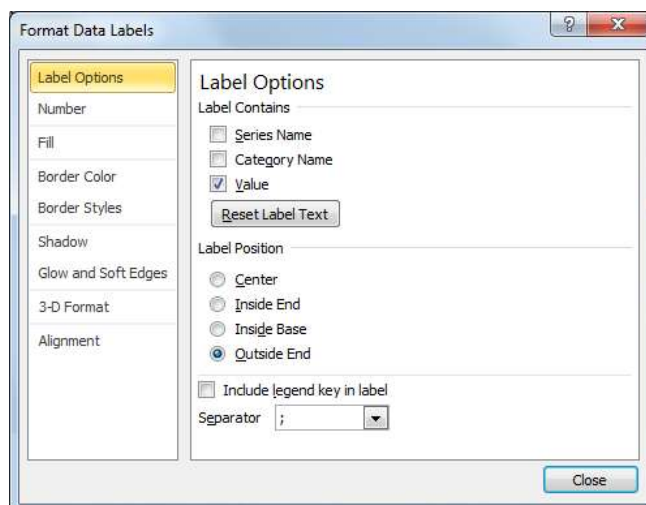 Format Data Labels
?
Label Options
Number
Fill
Border Color
Border Styles
Shadow
Glow and Soft Edges
3-D Format
Alignment
Label Options
Label Contains
Series Name
Category Name
Value
Reset Label Text
Label Position
Center
Inside End
Inside Base
Outside End
Include legend key in label
Separator ;
Close